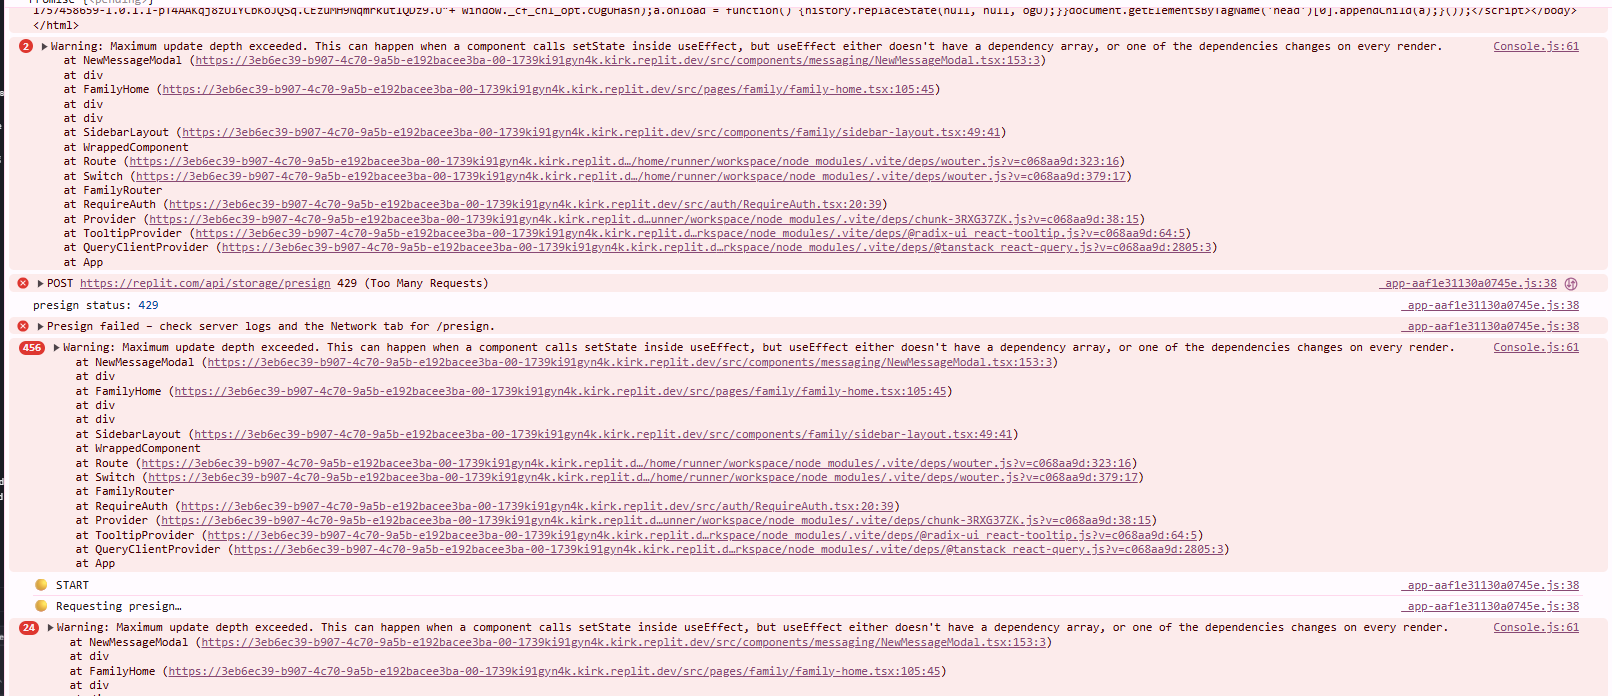 </html>
2 ▶Warning: Maximum update depth exceeded. This can happen when a component calls setState inside useEffect, but useEffect either doesn't have a dependency array, or one of the dependencies changes on every render. Console.js:61
at NewMessageModal (https://3eb6ec39-b907-4c70-9a5b-e192bacee3ba-00-1739ki91gyn4k.kirk.replit.dev/src/components/messaging/NewMessageModal.tsx:153:3)
at div
at FamilyHome (https://3eb6ec39-b907-4c70-9a5b-e192bacee3ba-00-1739ki91gyn4k.kirk.replit.dev/src/pages/family/family-home.tsx:105:45)
at div
at div
at SidebarLayout (https://3eb6ec39-b907-4c70-9a5b-e192bacee3ba-00-1739ki91gyn4k.kirk.replit.dev/src/components/family/sidebar-layout.tsx:49:41)
at WrappedComponent
at Route (https://3eb6ec39-b907-4c70-9a5b-e192bacee3ba-00-1739ki91gyn4k.kirk.replit.d…/home/runner/workspace/node_modules/.vite/deps/wouter.js?v=c068aa9d:323:16)
at Switch (https://3eb6ec39-b907-4c70-9a5b-e192bacee3ba-00-1739ki91gyn4k.kirk.replit.d…/home/runner/workspace/node_modules/.vite/deps/wouter.js?v=c068aa9d:379:17)
at FamilyRouter
at RequireAuth (https://3eb6ec39-b907-4c70-9a5b-e192bacee3ba-00-1739ki91gyn4k.kirk.replit.dev/src/auth/RequireAuth.tsx:20:39)
at Provider (https://3eb6ec39-b907-4c70-9a5b-e192bacee3ba-00-1739ki91gyn4k.kirk.replit.d…unner/workspace/node_modules/.vite/deps/chunk-3RXG37ZK.js?v=c068aa9d:38:15)
at TooltipProvider (https://3eb6ec39-b907-4c70-9a5b-e192bacee3ba-00-1739ki91gyn4k.kirk.replit.d…rkspace/node_modules/.vite/deps/@radix-ui_react-tooltip.js?v=c068aa9d:64:5)
at QueryClientProvider (https://3eb6ec39-b907-4c70-9a5b-e192bacee3ba-00-1739ki91gyn4k.kirk.replit.d…rkspace/node_modules/.vite/deps/@tanstack_react-query.js?v=c068aa9d:2805:3)
at App
▶POST https://replit.com/api/storage/presign 429 (Too Many Requests) _app-aaf1e31130a0745e.js:38
presign status: 429 _app-aaf1e31130a0745e.js:38
▶Presign failed – check server logs and the Network tab for /presign. _app-aaf1e31130a0745e.js:38
456 ▶Warning: Maximum update depth exceeded. This can happen when a component calls setState inside useEffect, but useEffect either doesn't have a dependency array, or one of the dependencies changes on every render. Console.js:61
at NewMessageModal (https://3eb6ec39-b907-4c70-9a5b-e192bacee3ba-00-1739ki91gyn4k.kirk.replit.dev/src/components/messaging/NewMessageModal.tsx:153:3)
at div
at FamilyHome (https://3eb6ec39-b907-4c70-9a5b-e192bacee3ba-00-1739ki91gyn4k.kirk.replit.dev/src/pages/family/family-home.tsx:105:45)
at div
at div
at SidebarLayout (https://3eb6ec39-b907-4c70-9a5b-e192bacee3ba-00-1739ki91gyn4k.kirk.replit.dev/src/components/family/sidebar-layout.tsx:49:41)
at WrappedComponent
at Route (https://3eb6ec39-b907-4c70-9a5b-e192bacee3ba-00-1739ki91gyn4k.kirk.replit.d…/home/runner/workspace/node_modules/.vite/deps/wouter.js?v=c068aa9d:323:16)
at Switch (https://3eb6ec39-b907-4c70-9a5b-e192bacee3ba-00-1739ki91gyn4k.kirk.replit.d…/home/runner/workspace/node_modules/.vite/deps/wouter.js?v=c068aa9d:379:17)
at FamilyRouter
at RequireAuth (https://3eb6ec39-b907-4c70-9a5b-e192bacee3ba-00-1739ki91gyn4k.kirk.replit.dev/src/auth/RequireAuth.tsx:20:39)
at Provider (https://3eb6ec39-b907-4c70-9a5b-e192bacee3ba-00-1739ki91gyn4k.kirk.replit.d…unner/workspace/node_modules/.vite/deps/chunk-3RXG37ZK.js?v=c068aa9d:38:15)
at TooltipProvider (https://3eb6ec39-b907-4c70-9a5b-e192bacee3ba-00-1739ki91gyn4k.kirk.replit.d…rkspace/node_modules/.vite/deps/@radix-ui_react-tooltip.js?v=c068aa9d:64:5)
at QueryClientProvider (https://3eb6ec39-b907-4c70-9a5b-e192bacee3ba-00-1739ki91gyn4k.kirk.replit.d…rkspace/node_modules/.vite/deps/@tanstack_react-query.js?v=c068aa9d:2805:3)
at App
START _app-aaf1e31130a0745e.js:38
Requesting presign… _app-aaf1e31130a0745e.js:38
24 ▶Warning: Maximum update depth exceeded. This can happen when a component calls setState inside useEffect, but useEffect either doesn't have a dependency array, or one of the dependencies changes on every render. Console.js:61
at NewMessageModal (https://3eb6ec39-b907-4c70-9a5b-e192bacee3ba-00-1739ki91gyn4k.kirk.replit.dev/src/components/messaging/NewMessageModal.tsx:153:3)
at div
at FamilyHome (https://3eb6ec39-b907-4c70-9a5b-e192bacee3ba-00-1739ki91gyn4k.kirk.replit.dev/src/pages/family/family-home.tsx:105:45)
at div